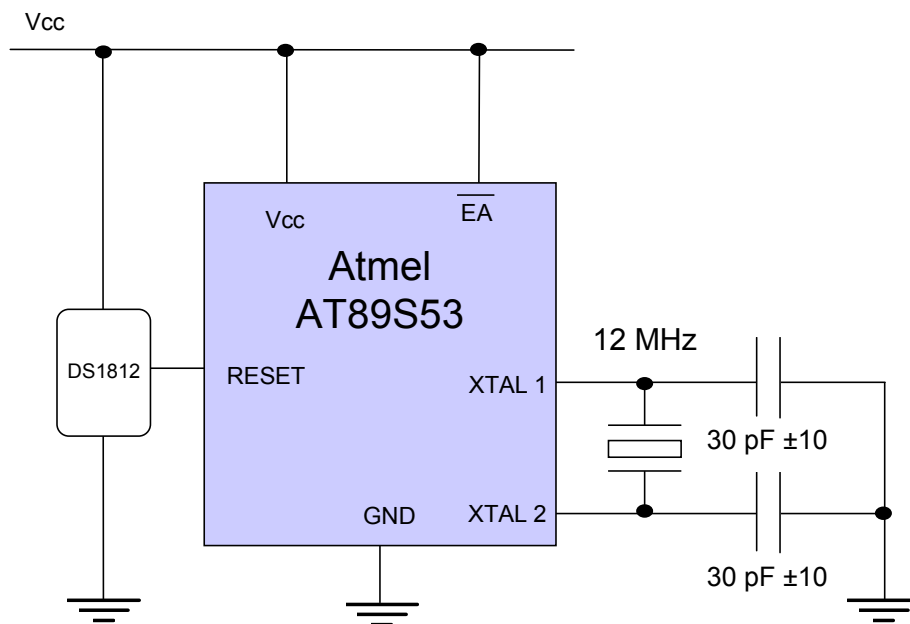 Vcc
Vcc
EA
Atmel
AT89S53
12 MHz
DS1812
RESET
XTAL 1
30 pF ±10
GND
XTAL 2
30 pF ±10